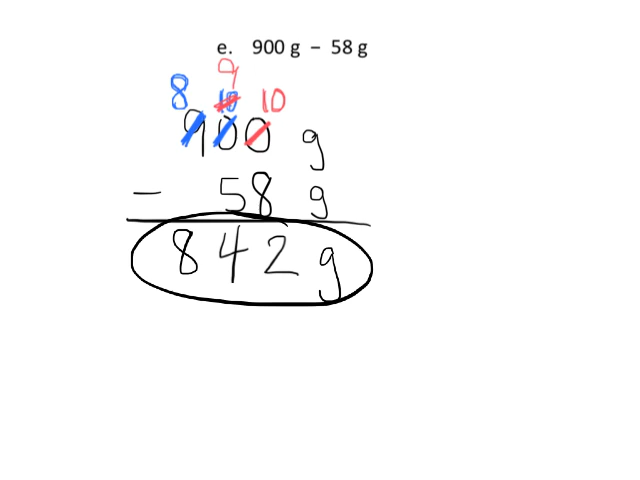 e. 900 g – 58 g
9
8 10 10
900 g
– 58 g
842 g